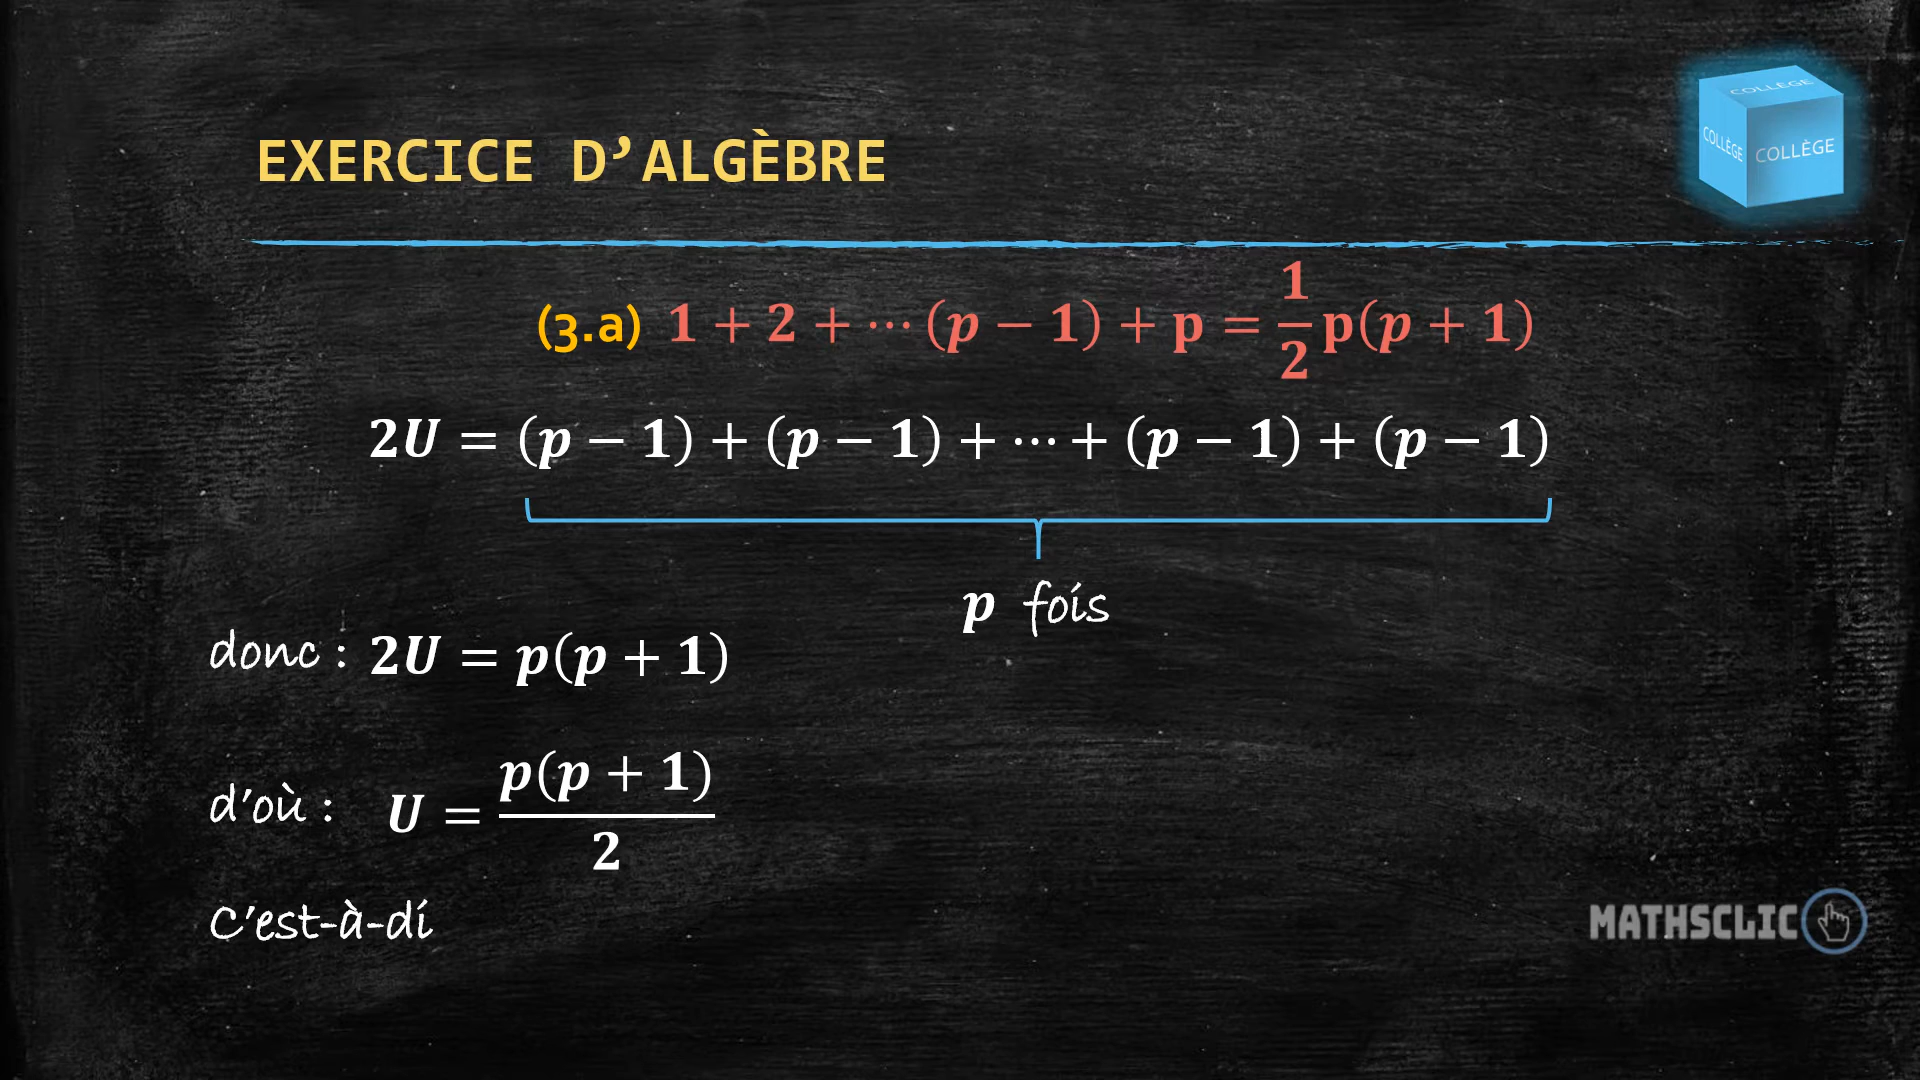 COLLÈGE
COLLÈGE
COLLÈGE
EXERCICE D’ALGÈBRE
(3.a) 1 + 2 + ⋯ (p − 1) + p = 1/2 p(p + 1)
2U = (p − 1) + (p − 1) + ⋯ + (p − 1) + (p − 1)
p fois
donc : 2U = p(p + 1)
d’où : U = p(p + 1)/2
C’est-à-di
MATHSCLIC